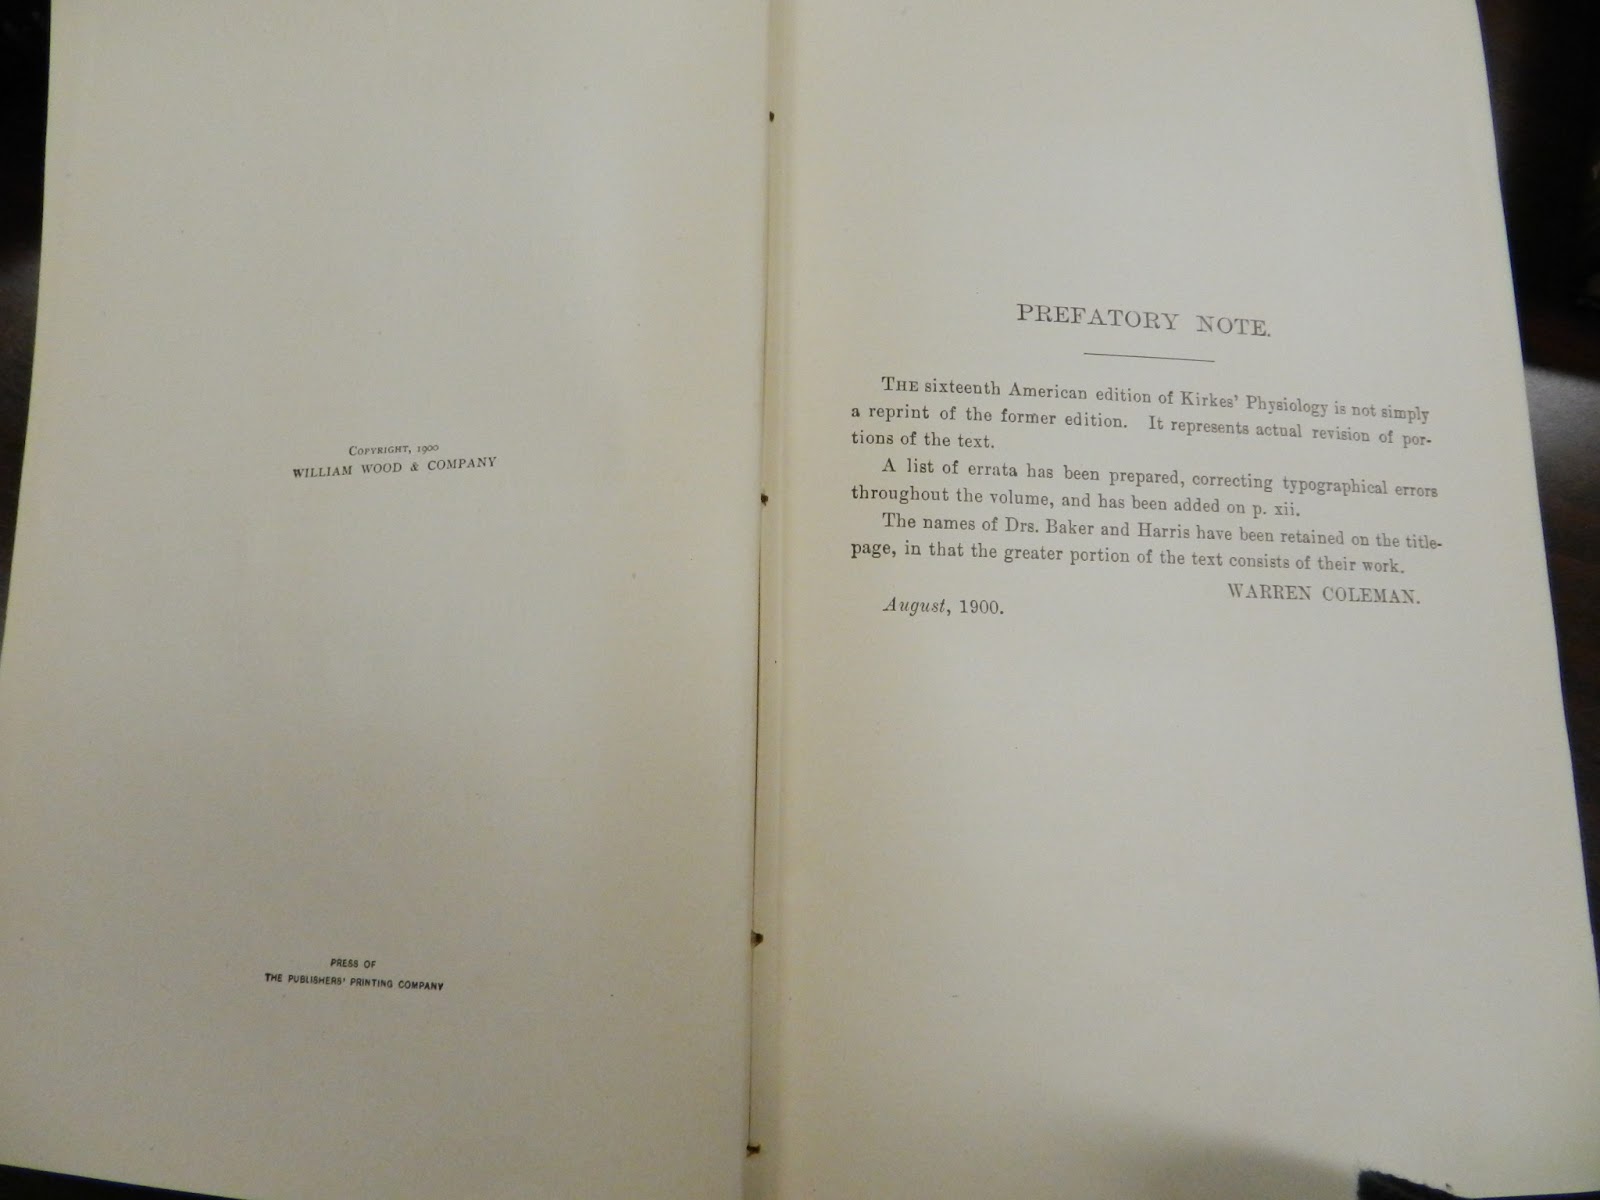 COPYRIGHT, 1900
WILLIAM WOOD & COMPANY
PRESS OF
THE PUBLISHERS' PRINTING COMPANY
PREFATORY NOTE.
THE sixteenth American edition of Kirkes' Physiology is not simply
a reprint of the former edition. It represents actual revision of por-
tions of the text.
A list of errata has been prepared, correcting typographical errors
throughout the volume, and has been added on p. xii.
The names of Drs. Baker and Harris have been retained on the title-
page, in that the greater portion of the text consists of their work.
WARREN COLEMAN.
August, 1900.